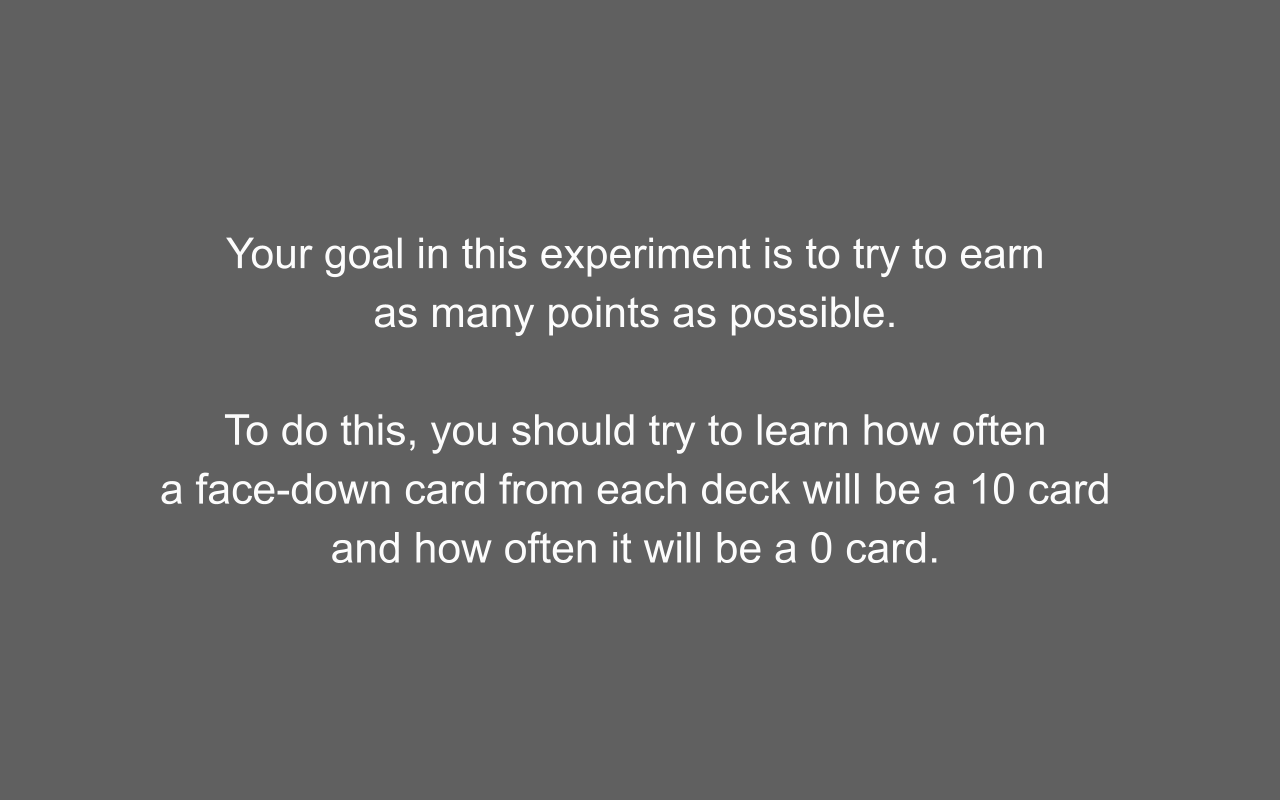 Your goal in this experiment is to try to earn
as many points as possible.
To do this, you should try to learn how often
a face-down card from each deck will be a 10 card
and how often it will be a 0 card.